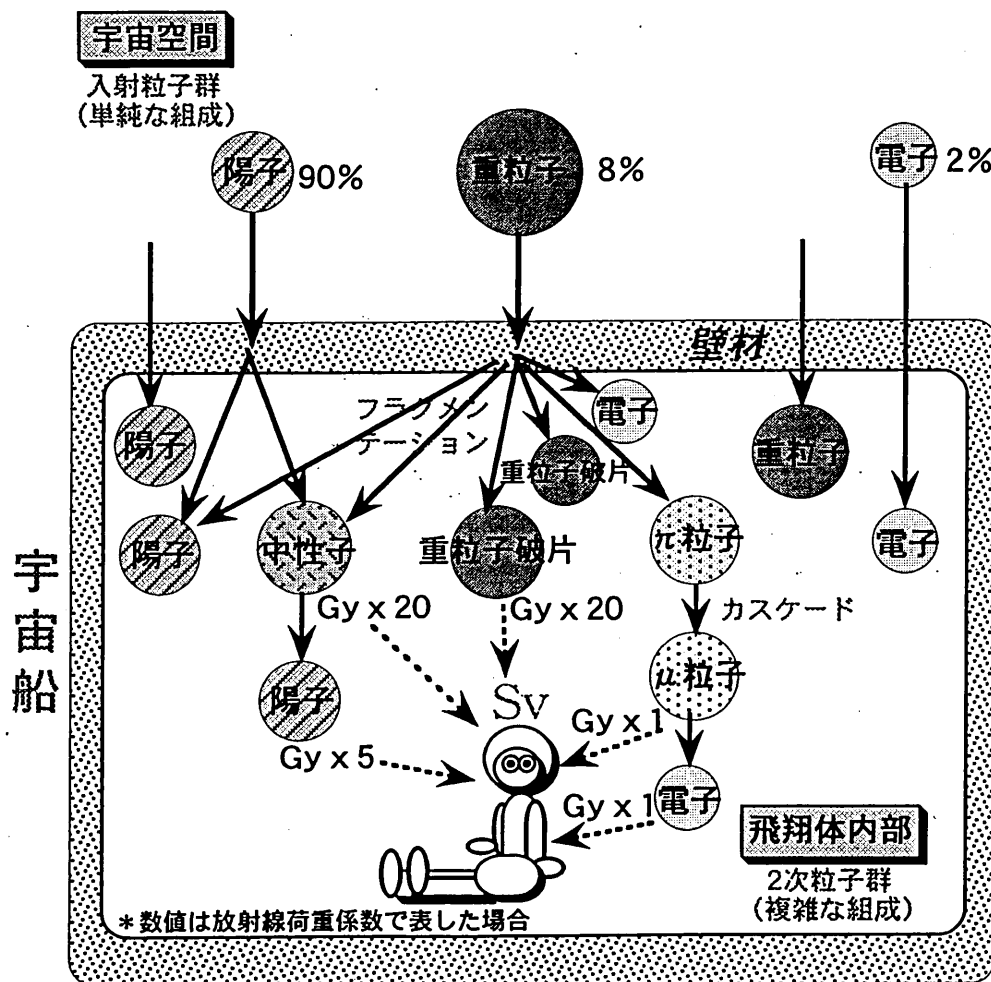 宇宙空間
入射粒子群
(単純な組成)
陽子 90%
重粒子 8%
電子 2%
壁材
フラグメン
テーション
電子
陽子
重粒子破片
重粒子
陽子
中性子
重粒子破片
π粒子
電子
宇宙船
Gy x 20
Gy x 20
カスケード
陽子
μ粒子
Sv
Gy x 1
Gy x 5
電子
Gy x 1
飛翔体内部
2次粒子群
(複雑な組成)
*数値は放射線荷重係数で表した場合